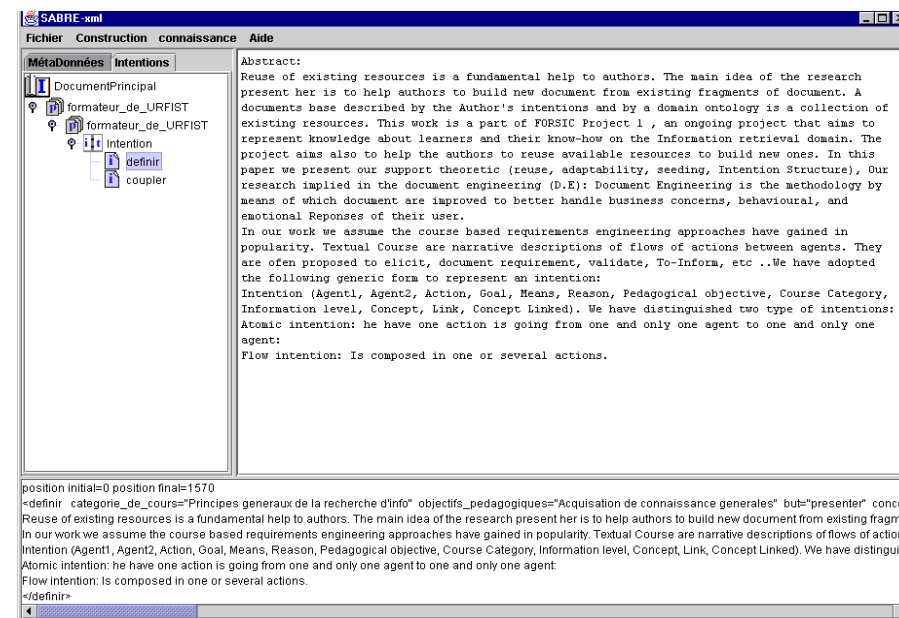 SABRE-xml
Fichier Construction connaissance Aide
MétaDonnées Intentions
DocumentPrincipal
formateur_de_URFIST
formateur_de_URFIST
Intention
definir
coupler
Abstract:
Reuse of existing resources is a fundamental help to authors. The main idea of the research
present her is to help authors to build new document from existing fragments of document. A
documents base described by the Author's intentions and by a domain ontology is a collection of
existing resources. This work is a part of FORSIC Project 1 , an ongoing project that aims to
represent knowledge about learners and their know-how on the Information retrieval domain. The
project aims also to help the authors to reuse available resources to build new ones. In this
paper we present our support theoretic (reuse, adaptability, seeding, Intention Structure), Our
research implied in the document engineering (D.E): Document Engineering is the methodology by
means of which document are improved to better handle business concerns, behavioural, and
emotional Reponses of their user.
In our work we assume the course based requirements engineering approaches have gained in
popularity. Textual Course are narrative descriptions of flows of actions between agents. They
are ofen proposed to elicit, document requirement, validate, To-Inform, etc ..We have adopted
the following generic form to represent an intention:
Intention (Agent1, Agent2, Action, Goal, Means, Reason, Pedagogical objective, Course Category,
Information level, Concept, Link, Concept Linked). We have distinguished two type of intentions:
Atomic intention: he have one action is going from one and only one agent to one and only one
agent:
Flow intention: Is composed in one or several actions.
position initial=0 position final=1570
<definir categorie_de_cours="Principes generaux de la recherche d'info" objectifs_pedagogiques="Acquisation de connaissance generales" but="presenter" conc
Reuse of existing resources is a fundamental help to authors. The main idea of the research present her is to help authors to build new document from existing fragm
In our work we assume the course based requirements engineering approaches have gained in popularity. Textual Course are narrative descriptions of flows of action
Intention (Agent1, Agent2, Action, Goal, Means, Reason, Pedagogical objective, Course Category, Information level, Concept, Link, Concept Linked). We have distingui
Atomic intention: he have one action is going from one and only one agent to one and only one agent:
Flow intention: Is composed in one or several actions.
</definir>